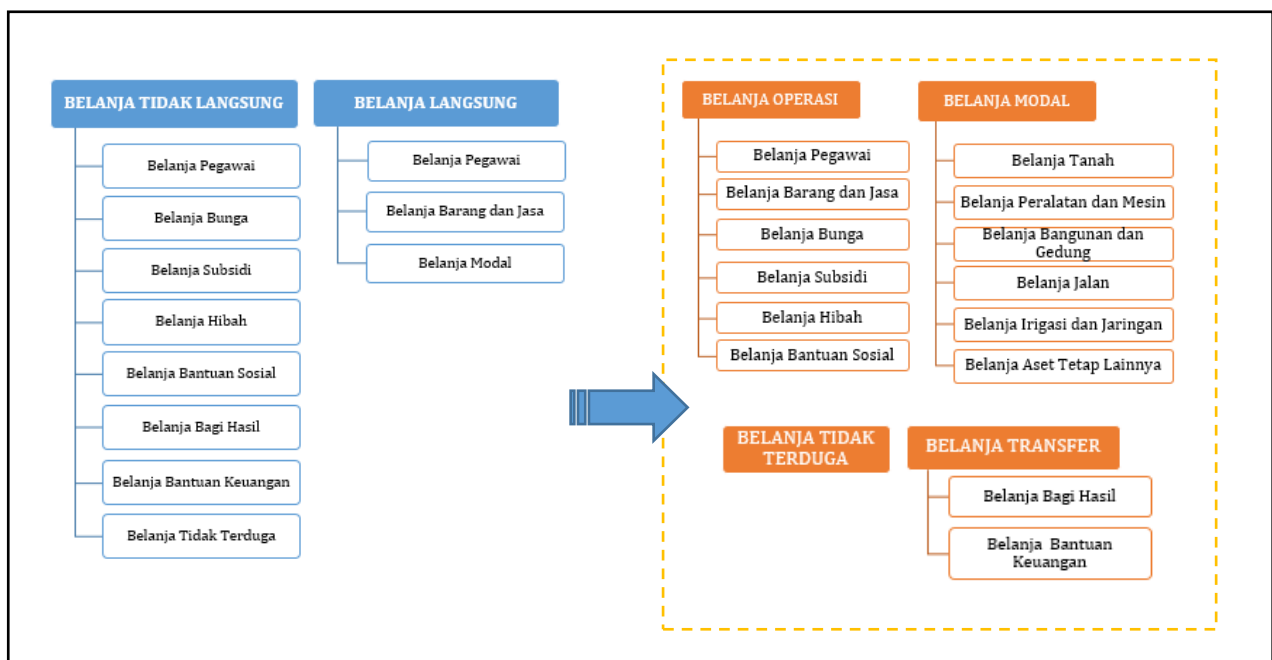 BELANJA TIDAK LANGSUNG
Belanja Pegawai
Belanja Bunga
Belanja Subsidi
Belanja Hibah
Belanja Bantuan Sosial
Belanja Bagi Hasil
Belanja Bantuan Keuangan
Belanja Tidak Terduga
BELANJA LANGSUNG
Belanja Pegawai
Belanja Barang dan Jasa
Belanja Modal
BELANJA OPERASI
Belanja Pegawai
Belanja Barang dan Jasa
Belanja Bunga
Belanja Subsidi
Belanja Hibah
Belanja Bantuan Sosial
BELANJA MODAL
Belanja Tanah
Belanja Peralatan dan Mesin
Belanja Bangunan dan
Gedung
Belanja Jalan
Belanja Irigasi dan Jaringan
Belanja Aset Tetap Lainnya
BELANJA TIDAK
TERDUGA
BELANJA TRANSFER
Belanja Bagi Hasil
Belanja Bantuan
Keuangan